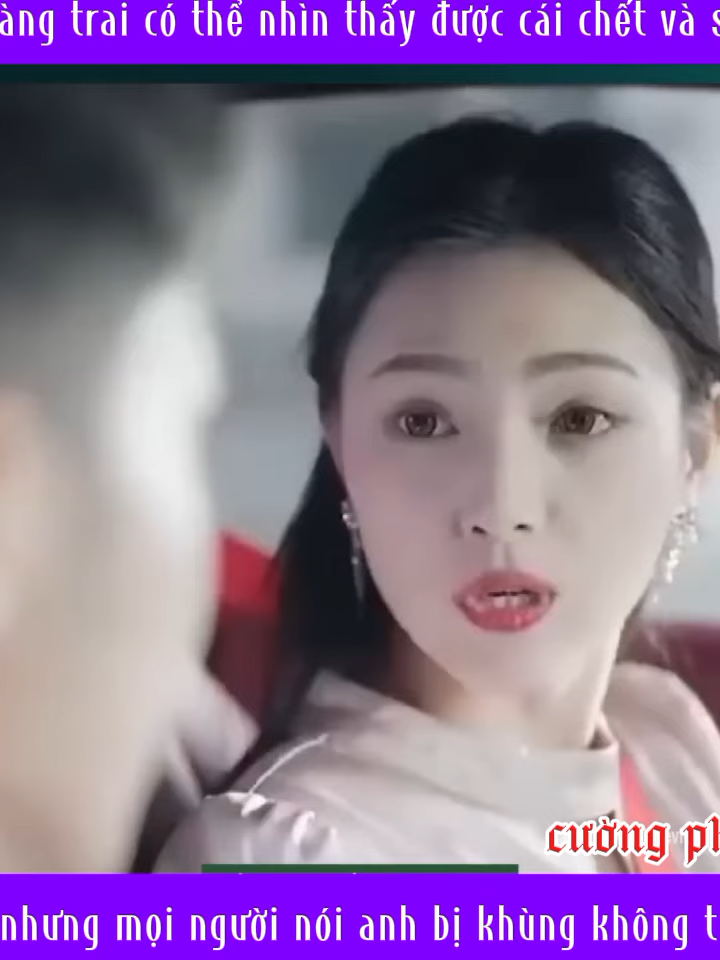 àng trai có thể nhìn thấy được cái chết và
cường
nhưng mọi người nói anh bị khùng không